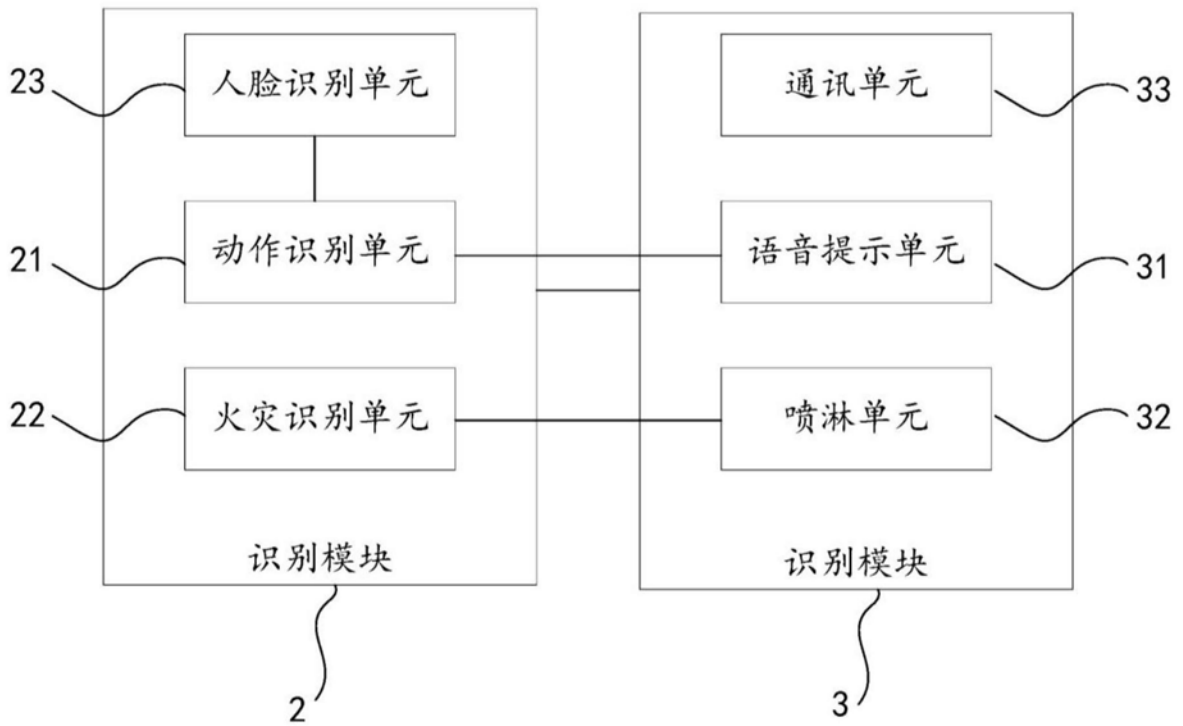 23
人脸识别单元
通讯单元
33
21
动作识别单元
语音提示单元
31
22
火灾识别单元
喷淋单元
32
识别模块
识别模块
2
3